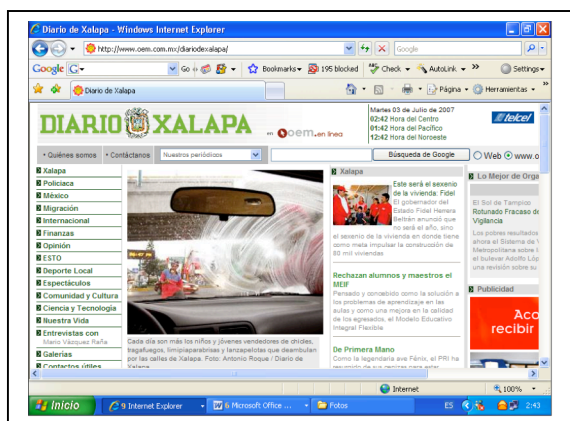 Diario de Xalapa - Windows Internet Explorer
http://www.oem.com.mx/diariodexalapa/
Google
Google
G
Go
Bookmarks
195 blocked
Check
AutoLink
Settings
Diario de Xalapa
Página
Herramientas
DIARIO XALAPA
en oem.en línea
Martes 03 de Julio de 2007
02:42 Hora del Centro
01:42 Hora del Pacífico
12:42 Hora del Noroeste
telcel
• Quiénes somos
• Contáctanos
Nuestros periódicos
Búsqueda de Google
Web
www.o
Xalapa
Policiaca
México
Migración
Internacional
Finanzas
Opinión
ESTO
Deporte Local
Espectáculos
Comunidad y Cultura
Ciencia y Tecnología
Nuestra Vida
Entrevistas con
Mario Vázquez Raña
Galerías
Contactos útiles
Cada día son más los niños y jóvenes vendedores de chicles,
tragafuegos, limpiaparabrisas y lanzapelotas que deambulan
por las calles de Xalapa. Foto: Antonio Roque / Diario de
Xalapa
Xalapa
Este será el sexenio
de la vivienda: Fidel
El gobernador del
Estado Fidel Herrera
Beltrán anunció que
no será el año, sino
el sexenio de la vivienda en donde tiene
como meta impulsar la construcción de
80 mil viviendas
Rechazan alumnos y maestros el
MEIF
Pensado y concebido como la solución a
los problemas de aprendizaje en las
aulas y como una mejora en la calidad
de los egresados, el Modelo Educativo
Integral Flexible
De Primera Mano
Como la legendaria ave Fénix, el PRI ha
resurgido de sus cenizas para estar
Lo Mejor de Orga
El Sol de Tampico
Rotunado Fracaso de
Vigilancia
Los pobres resultados
ahora el Sistema de V
Metropolitana sobre l
el bulevar Adolfo Lóp
una revisión sobre su
Publicidad
Aco
recibir
Internet
100%
Inicio
9 Internet Explorer
6 Microsoft Office ...
Fotos
ES
2:43